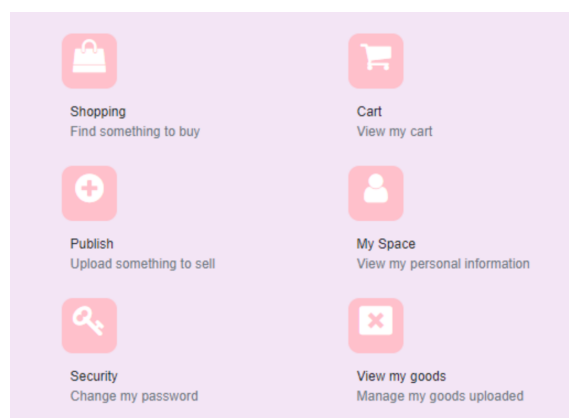 Shopping
Find something to buy
Cart
View my cart
Publish
Upload something to sell
My Space
View my personal information
Security
Change my password
View my goods
Manage my goods uploaded